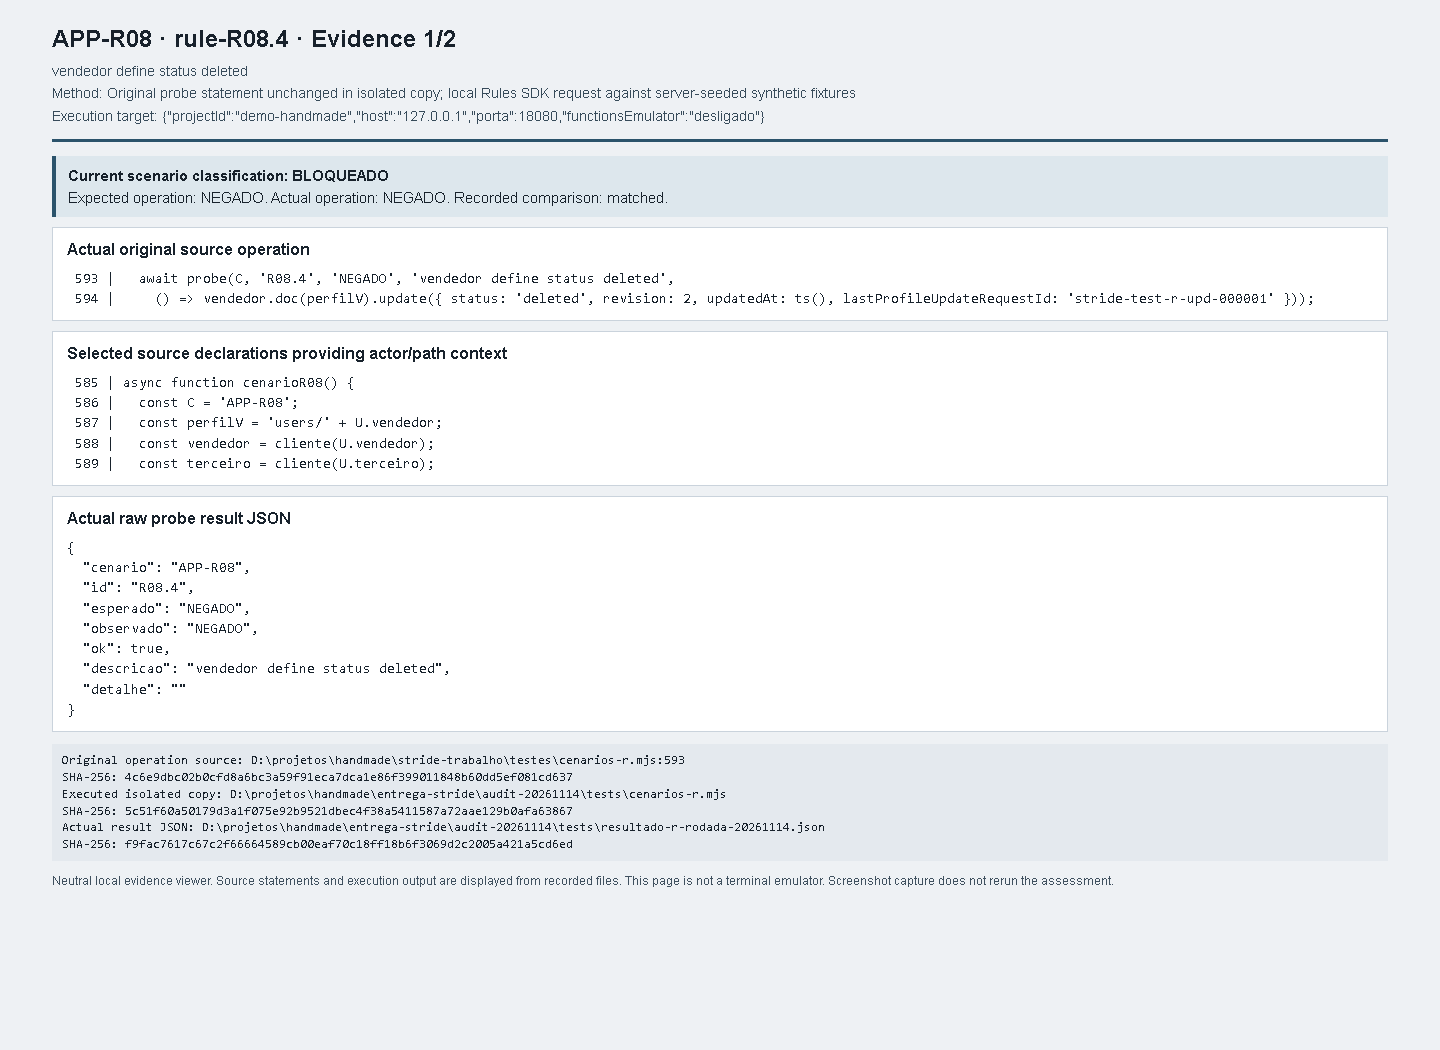 APP-R08 · rule-R08.4 · Evidence 1/2
vendedor define status deleted
Method: Original probe statement unchanged in isolated copy; local Rules SDK request against server-seeded synthetic fixtures
Execution target: {"projectId":"demo-handmade","host":"127.0.0.1","porta":18080,"functionsEmulator":"desligado"}
Current scenario classification: BLOQUEADO
Expected operation: NEGADO. Actual operation: NEGADO. Recorded comparison: matched.
Actual original source operation
593 |   await probe(C, 'R08.4', 'NEGADO', 'vendedor define status deleted',
594 |     () => vendedor.doc(perfilV).update({ status: 'deleted', revision: 2, updatedAt: ts(), lastProfileUpdateRequestId: 'stride-test-r-upd-000001' }));
Selected source declarations providing actor/path context
585 | async function cenarioR08() {
586 |   const C = 'APP-R08';
587 |   const perfilV = 'users/' + U.vendedor;
588 |   const vendedor = cliente(U.vendedor);
589 |   const terceiro = cliente(U.terceiro);
Actual raw probe result JSON
{
  "cenario": "APP-R08",
  "id": "R08.4",
  "esperado": "NEGADO",
  "observado": "NEGADO",
  "ok": true,
  "descricao": "vendedor define status deleted",
  "detalhe": ""
}
Original operation source: D:\projetos\handmade\stride-trabalho\testes\cenarios-r.mjs:593
SHA-256: 4c6e9dbc02b0cfd8a6bc3a59f91eca7dca1e86f399011848b60dd5ef081cd637
Executed isolated copy: D:\projetos\handmade\entrega-stride\audit-20261114\tests\cenarios-r.mjs
SHA-256: 5c51f60a50179d3a1f075e92b9521dbec4f38a5411587a72aae129b0afa63867
Actual result JSON: D:\projetos\handmade\entrega-stride\audit-20261114\tests\resultado-r-rodada-20261114.json
SHA-256: f9fac7617c67c2f66664589cb00eaf70c18ff18b6f3069d2c2005a421a5cd6ed
Neutral local evidence viewer. Source statements and execution output are displayed from recorded files. This page is not a terminal emulator. Screenshot capture does not rerun the assessment.